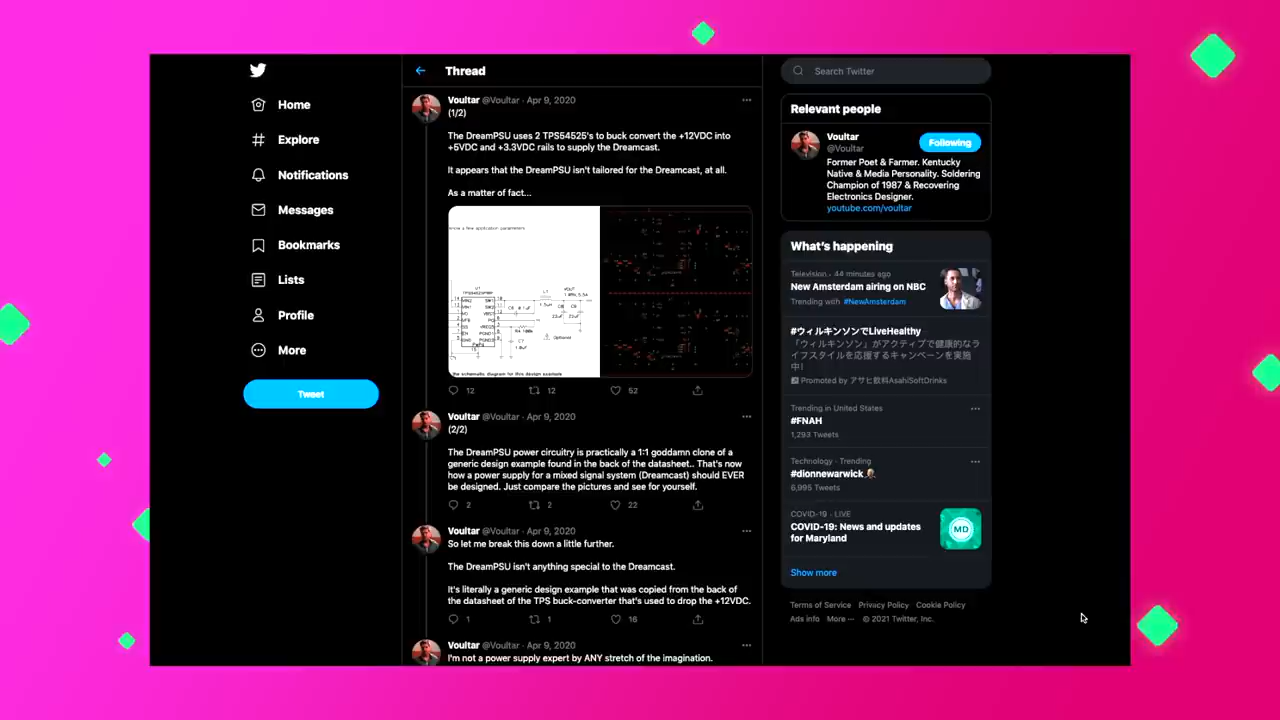 Home
Explore
Notifications
Messages
Bookmarks
Lists
Profile
More
Tweet
Thread
Voultar @Voultar · Apr 9, 2020
(1/2)
The DreamPSU uses 2 TPS54525's to buck convert the +12VDC into
+5VDC and +3.3VDC rails to supply the Dreamcast.
It appears that the DreamPSU isn't tailored for the Dreamcast, at all.
As a matter of fact...
12 12 52
Voultar @Voultar · Apr 9, 2020
(2/2)
The DreamPSU power circuitry is practically a 1:1 goddamn clone of a
generic design example found in the back of the datasheet.. That's now
how a power supply for a mixed signal system (Dreamcast) should EVER
be designed. Just compare the pictures and see for yourself.
2 2 22
Voultar @Voultar · Apr 9, 2020
So let me break this down a little further.
The DreamPSU isn't anything special to the Dreamcast.
It's literally a generic design example that was copied from the back of
the datasheet of the TPS buck-converter that's used to drop the +12VDC.
1 1 16
Voultar @Voultar · Apr 9, 2020
I'm not a power supply expert by ANY stretch of the imagination.
Search Twitter
Relevant people
Voultar
@Voultar
Following
Former Poet & Farmer. Kentucky
Native & Media Personality. Soldering
Champion of 1987 & Recovering
Electronics Designer.
youtube.com/voultar
What's happening
Television · 44 minutes ago
New Amsterdam airing on NBC
Trending with #NewAmsterdam
#ウィルキンソンでLiveHealthy
「ウィルキンソン」がアクティブで健康的なラ
イフスタイルを応援するキャンペーンを実施
中!
Promoted by アサヒ飲料AsahiSoftDrinks
Trending in United States
#FNAH
1,293 Tweets
Technology · Trending
#dionnewarwick
6,995 Tweets
COVID-19 · LIVE
COVID-19: News and updates
for Maryland
MD
Show more
Terms of Service Privacy Policy Cookie Policy
Ads info More ··· © 2021 Twitter, Inc.